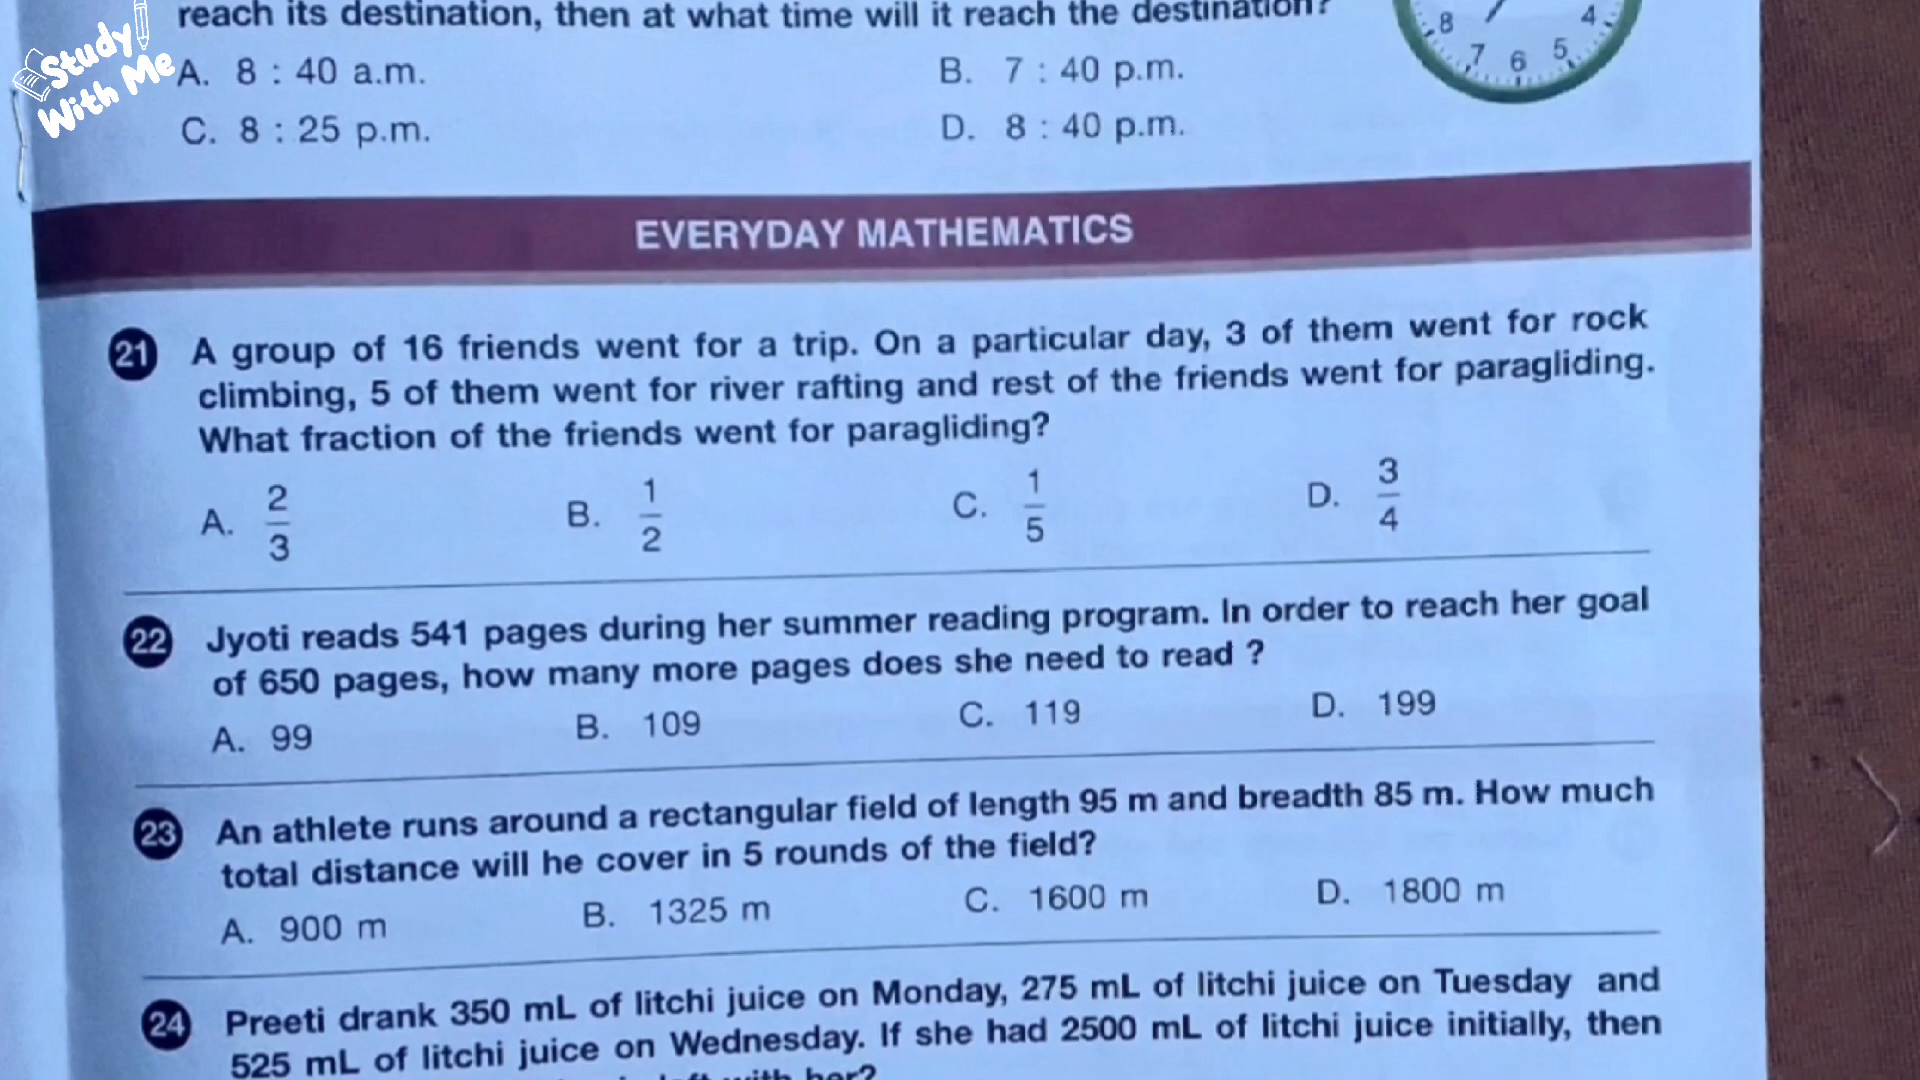 reach its destination, then at what time will it reach the destination?
Study
With Me
A. 8 : 40 a.m.
B. 7 : 40 p.m.
C. 8 : 25 p.m.
D. 8 : 40 p.m.
8 7 6 5 4
EVERYDAY MATHEMATICS
21 A group of 16 friends went for a trip. On a particular day, 3 of them went for rock
climbing, 5 of them went for river rafting and rest of the friends went for paragliding.
What fraction of the friends went for paragliding?
A. 2/3 B. 1/2 C. 1/5 D. 3/4
22 Jyoti reads 541 pages during her summer reading program. In order to reach her goal
of 650 pages, how many more pages does she need to read ?
A. 99 B. 109 C. 119 D. 199
23 An athlete runs around a rectangular field of length 95 m and breadth 85 m. How much
total distance will he cover in 5 rounds of the field?
A. 900 m B. 1325 m C. 1600 m D. 1800 m
24 Preeti drank 350 mL of litchi juice on Monday, 275 mL of litchi juice on Tuesday and
525 mL of litchi juice on Wednesday. If she had 2500 mL of litchi juice initially, then
left with her?